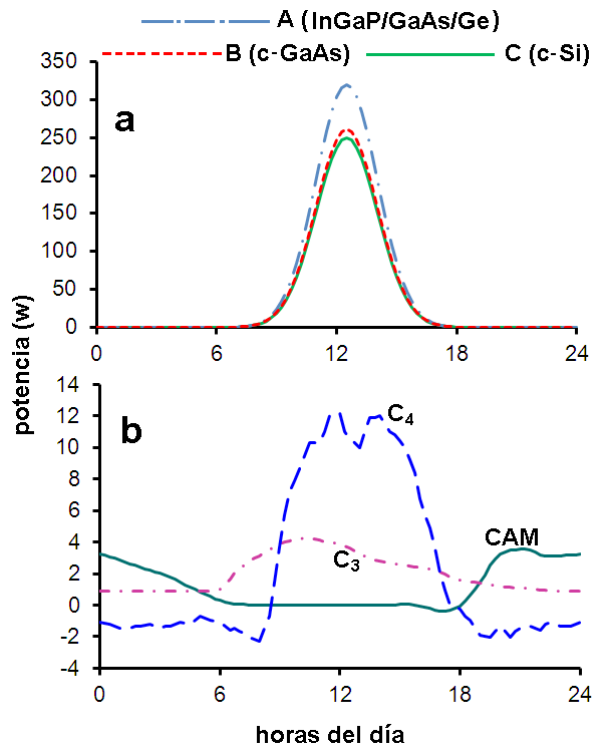 A (InGaP/GaAs/Ge)
B (c-GaAs) C (c-Si)
350
a
300
250
200
150
100
50
0
0 6 12 18 24
potencia (w)
14
b
12
C4
10
8
6
4
CAM
C3
2
0
-2
-4
0 6 12 18 24
horas del día